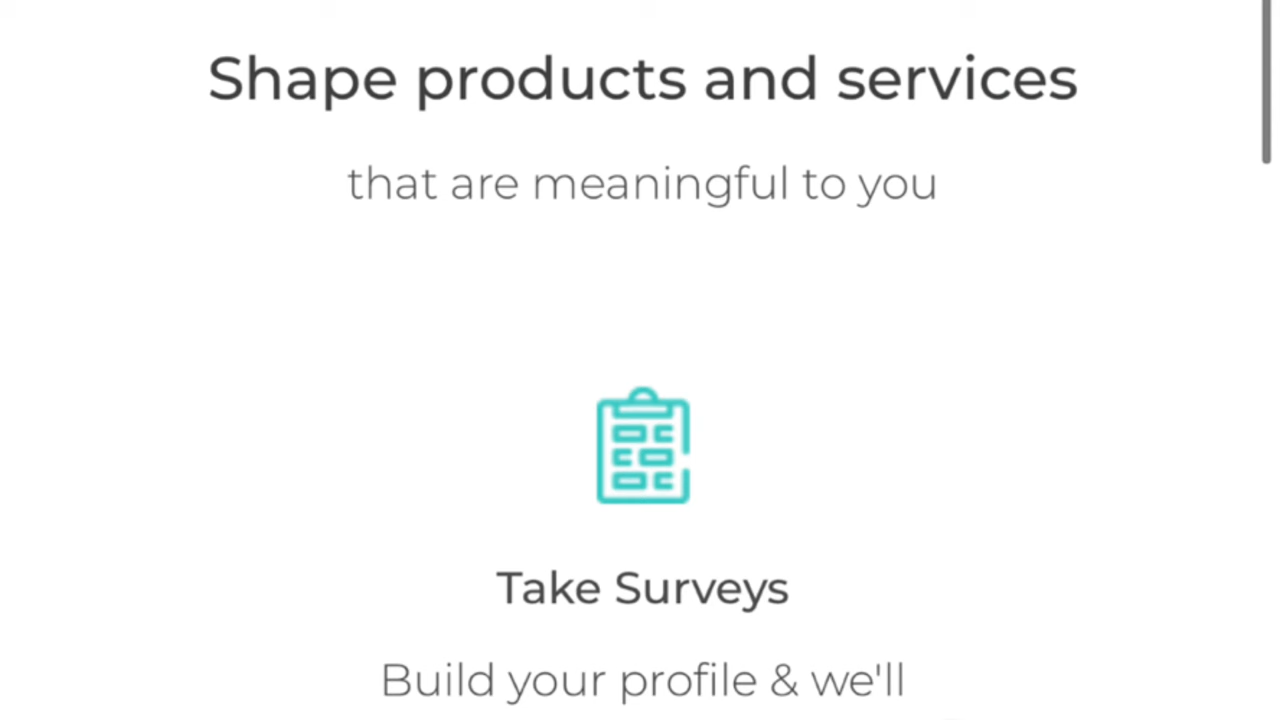 Shape products and services
that are meaningful to you
Take Surveys
Build your profile & we'll